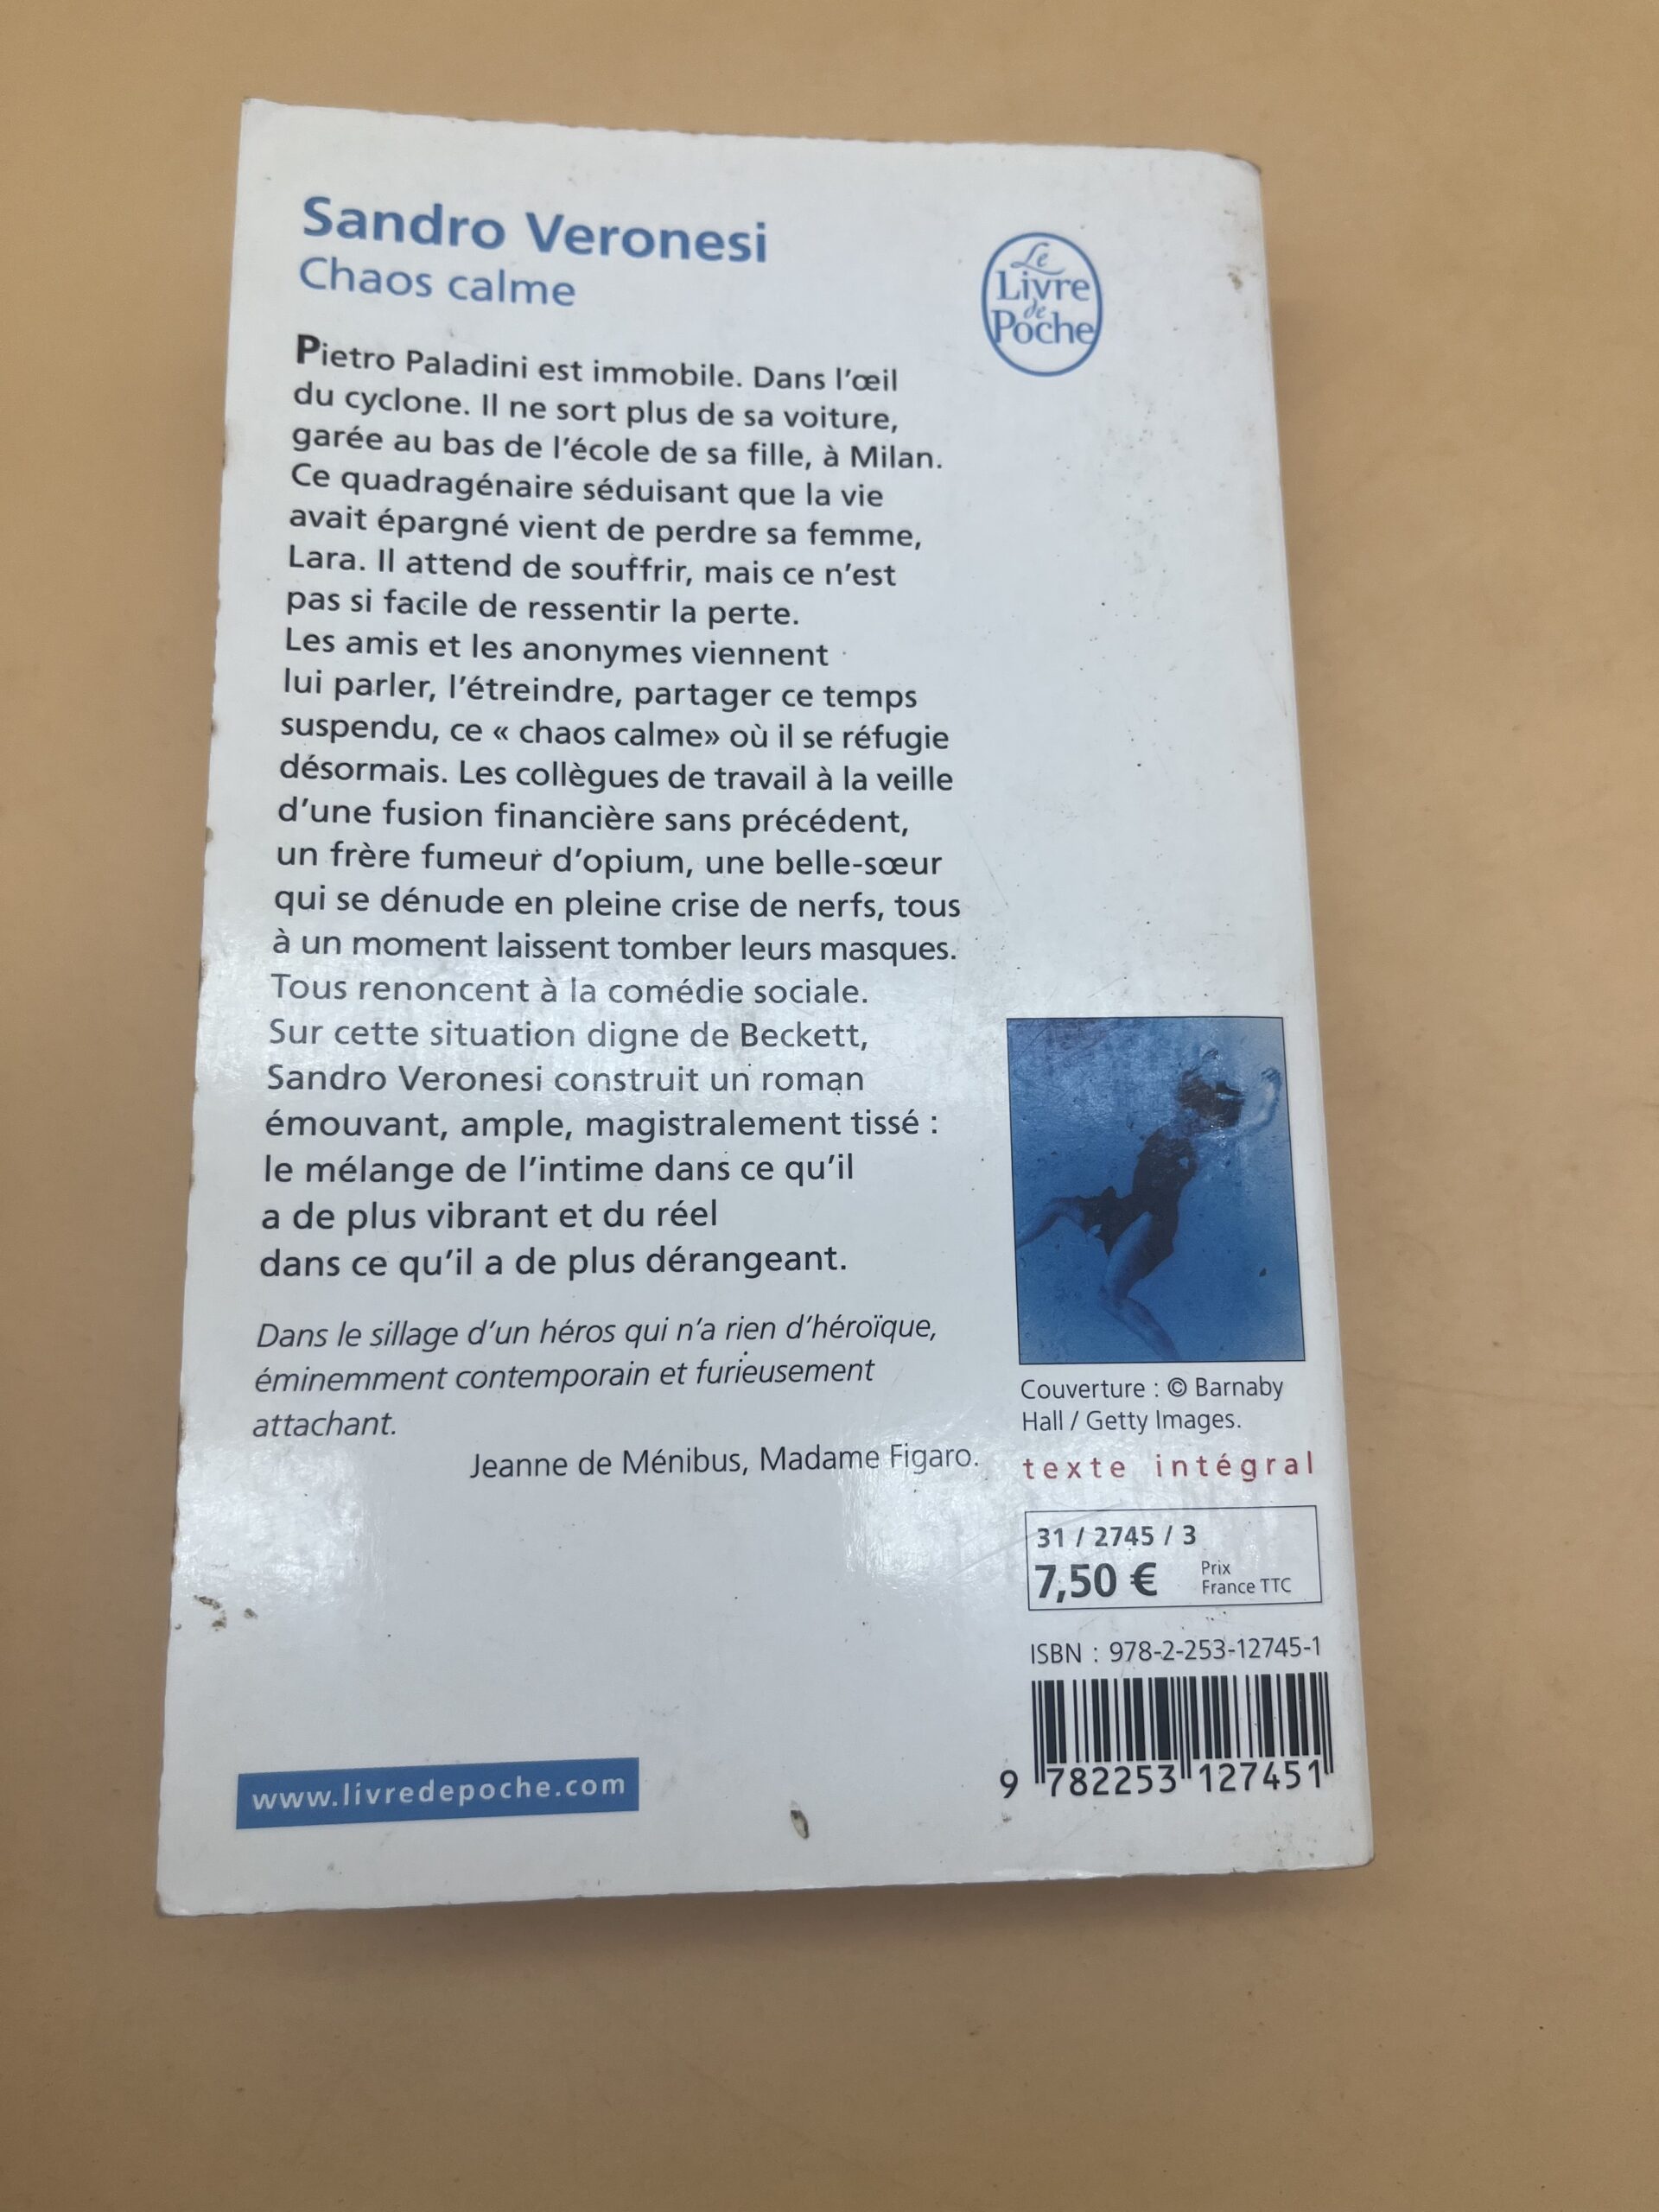 Sandro Veronesi
Chaos calme
Le
Livre
de
Poche
Pietro Paladini est immobile. Dans l'œil
du cyclone. Il ne sort plus de sa voiture,
garée au bas de l'école de sa fille, à Milan.
Ce quadragénaire séduisant que la vie
avait épargné vient de perdre sa femme,
Lara. Il attend de souffrir, mais ce n'est
pas si facile de ressentir la perte.
Les amis et les anonymes viennent
lui parler, l'étreindre, partager ce temps
suspendu, ce « chaos calme» où il se réfugie
désormais. Les collègues de travail à la veille
d'une fusion financière sans précédent,
un frère fumeur d'opium, une belle-sœur
qui se dénude en pleine crise de nerfs, tous
à un moment laissent tomber leurs masques.
Tous renoncent à la comédie sociale.
Sur cette situation digne de Beckett,
Sandro Veronesi construit un roman
émouvant, ample, magistralement tissé :
le mélange de l'intime dans ce qu'il
a de plus vibrant et du réel
dans ce qu'il a de plus dérangeant.
Dans le sillage d'un héros qui n'a rien d'héroïque,
éminemment contemporain et furieusement
attachant.
Jeanne de Ménibus, Madame Figaro.
Couverture : © Barnaby
Hall / Getty Images.
texte intégral
31 / 2745 / 3
7,50 €
Prix
France TTC
ISBN : 978-2-253-12745-1
9 782253 127451
www.livredepoche.com